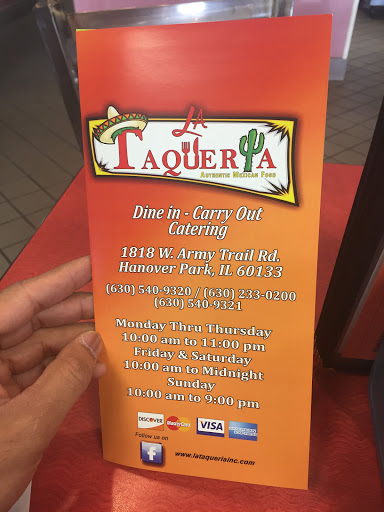 LA
TAQUERIA
AUTHENTIC MEXICAN FOOD
Dine in - Carry Out
Catering
1818 W. Army Trail Rd.
Hanover Park, IL 60133
(630) 540-9320 / (630) 233-0200
(630) 540-9321
Monday Thru Thursday
10:00 am to 11:00 pm
Friday & Saturday
10:00 am to Midnight
Sunday
10:00 am to 9:00 pm
DISCOVER MasterCard VISA AMERICAN EXPRESS
Follow us on
f www.lataqueriainc.com